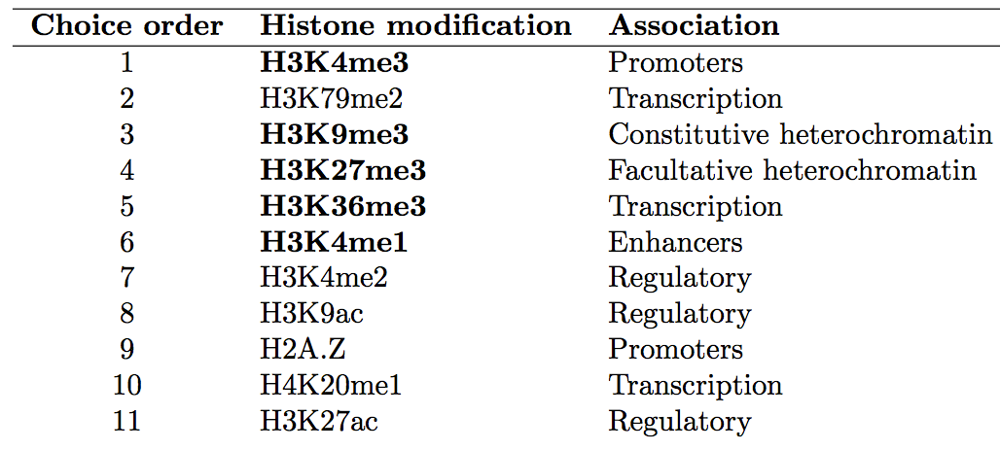 Choice order Histone modification Association
1 H3K4me3 Promoters
2 H3K79me2 Transcription
3 H3K9me3 Constitutive heterochromatin
4 H3K27me3 Facultative heterochromatin
5 H3K36me3 Transcription
6 H3K4me1 Enhancers
7 H3K4me2 Regulatory
8 H3K9ac Regulatory
9 H2A.Z Promoters
10 H4K20me1 Transcription
11 H3K27ac Regulatory